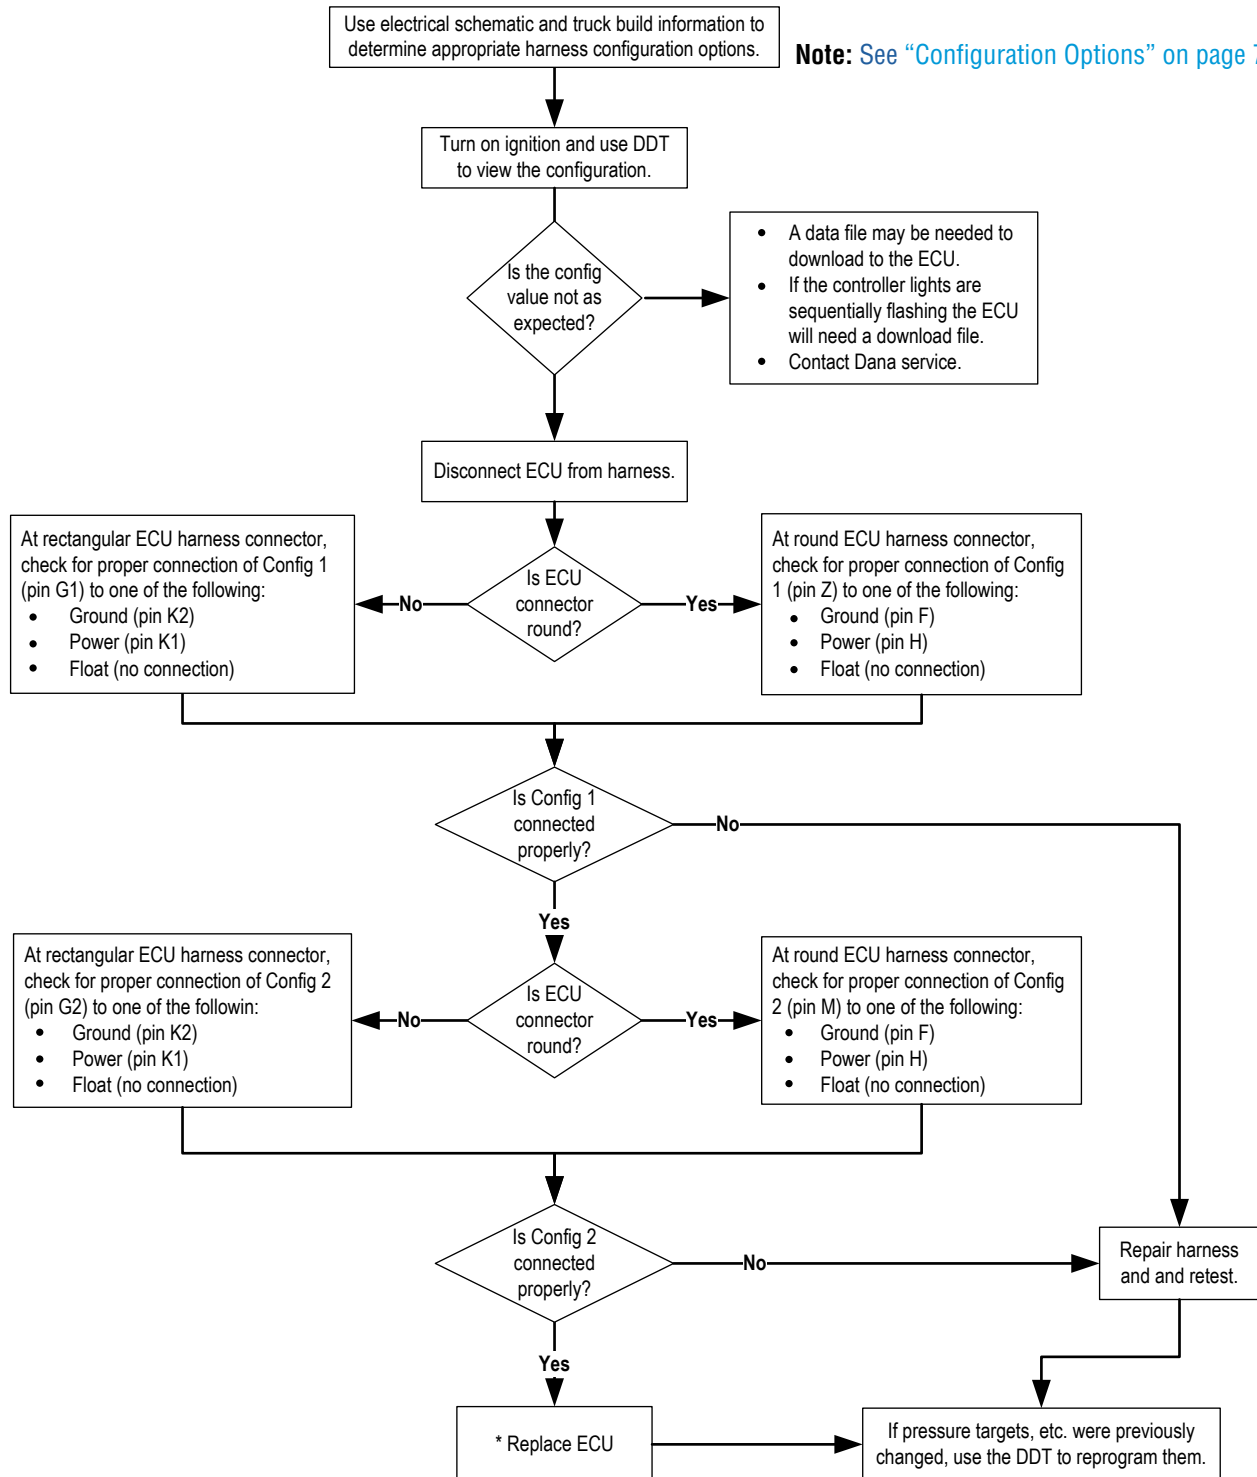 Use electrical schematic and truck build information to
determine appropriate harness configuration options.
Note: See “Configuration Options” on page 7
Turn on ignition and use DDT
to view the configuration.
Is the config
value not as
expected?
• A data file may be needed to
download to the ECU.
• If the controller lights are
sequentially flashing the ECU
will need a download file.
• Contact Dana service.
Disconnect ECU from harness.
At rectangular ECU harness connector,
check for proper connection of Config 1
(pin G1) to one of the following:
• Ground (pin K2)
• Power (pin K1)
• Float (no connection)
No
Is ECU
connector
round?
Yes
At round ECU harness connector,
check for proper connection of Config
1 (pin Z) to one of the following:
• Ground (pin F)
• Power (pin H)
• Float (no connection)
Is Config 1
connected
properly?
No
Yes
At rectangular ECU harness connector,
check for proper connection of Config 2
(pin G2) to one of the followin:
• Ground (pin K2)
• Power (pin K1)
• Float (no connection)
No
Is ECU
connector
round?
Yes
At round ECU harness connector,
check for proper connection of Config
2 (pin M) to one of the following:
• Ground (pin F)
• Power (pin H)
• Float (no connection)
Is Config 2
connected
properly?
No
Repair harness
and and retest.
Yes
* Replace ECU
If pressure targets, etc. were previously
changed, use the DDT to reprogram them.